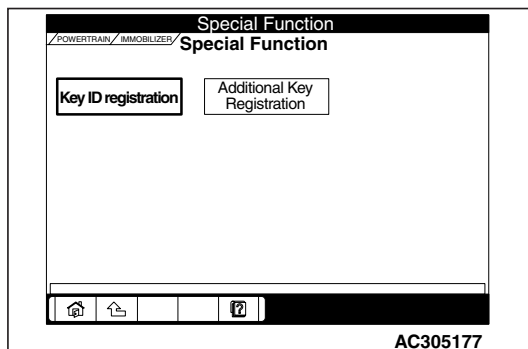 Special Function
POWERTRAIN IMMOBILIZER
Special Function
Key ID registration
Additional Key
Registration
?
AC305177